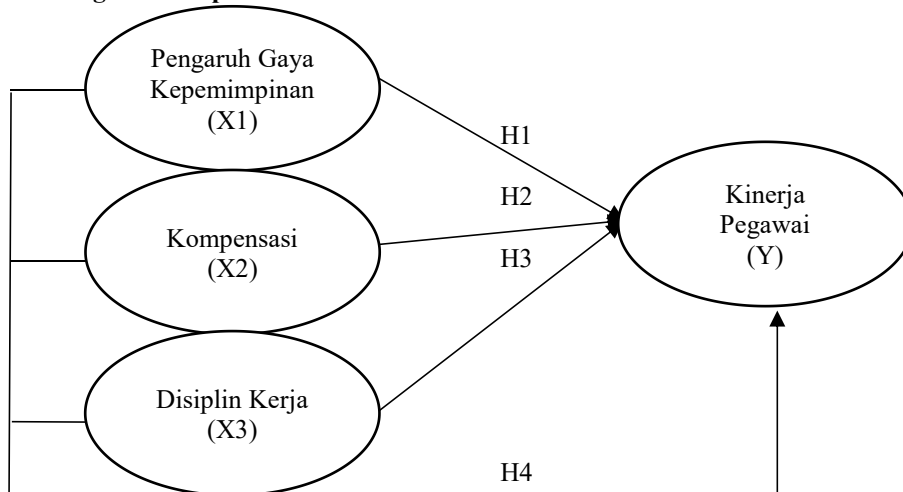 Pengaruh Gaya
Kepemimpinan
(X1)
H1
H2
Kinerja
Pegawai
(Y)
Kompensasi
(X2)
H3
Disiplin Kerja
(X3)
H4